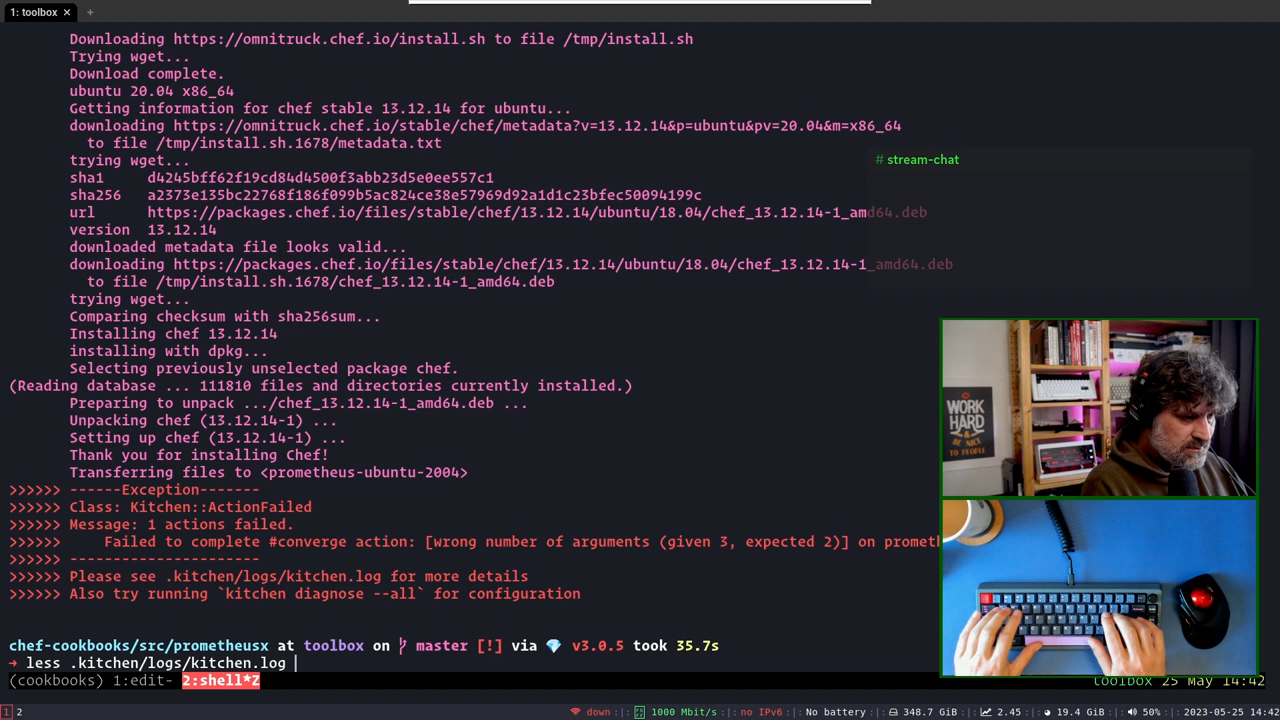 1: toolbox × +
Downloading https://omnitruck.chef.io/install.sh to file /tmp/install.sh
Trying wget...
Download complete.
ubuntu 20.04 x86_64
Getting information for chef stable 13.12.14 for ubuntu...
downloading https://omnitruck.chef.io/stable/chef/metadata?v=13.12.14&p=ubuntu&pv=20.04&m=x86_64
to file /tmp/install.sh.1678/metadata.txt
trying wget...
sha1 d4245bff62f19cd84d4500f3abb23d5e0ee557c1
sha256 a2373e135bc22768f186f099b5ac824ce38e57969d92a1d1c23bfec50094199c
url https://packages.chef.io/files/stable/chef/13.12.14/ubuntu/18.04/chef_13.12.14-1_amd64.deb
version 13.12.14
downloaded metadata file looks valid...
downloading https://packages.chef.io/files/stable/chef/13.12.14/ubuntu/18.04/chef_13.12.14-1_amd64.deb
to file /tmp/install.sh.1678/chef_13.12.14-1_amd64.deb
trying wget...
Comparing checksum with sha256sum...
Installing chef 13.12.14
installing with dpkg...
Selecting previously unselected package chef.
(Reading database ... 111810 files and directories currently installed.)
Preparing to unpack .../chef_13.12.14-1_amd64.deb ...
Unpacking chef (13.12.14-1) ...
Setting up chef (13.12.14-1) ...
Thank you for installing Chef!
Transferring files to <prometheus-ubuntu-2004>
>>>>>> ------Exception-------
>>>>>> Class: Kitchen::ActionFailed
>>>>>> Message: 1 actions failed.
>>>>>> Failed to complete #converge action: [wrong number of arguments (given 3, expected 2)] on promet
>>>>>> ----------------------
>>>>>> Please see .kitchen/logs/kitchen.log for more details
>>>>>> Also try running `kitchen diagnose --all` for configuration
chef-cookbooks/src/prometheusx at toolbox on master [!] via 💎 v3.0.5 took 35.7s
➜ less .kitchen/logs/kitchen.log
(cookbooks) 1:edit- 2:shell*Z
toolbox 25 May 14:42
# stream-chat
WORK
HARD
& BE NICE
TO PEOPLE
1 2
down :|: 1000 Mbit/s :|: no IPv6 :|: No battery :|: 348.7 GiB :|: 2.45 :|: 19.4 GiB :|: 50% :|: 2023-05-25 14:42